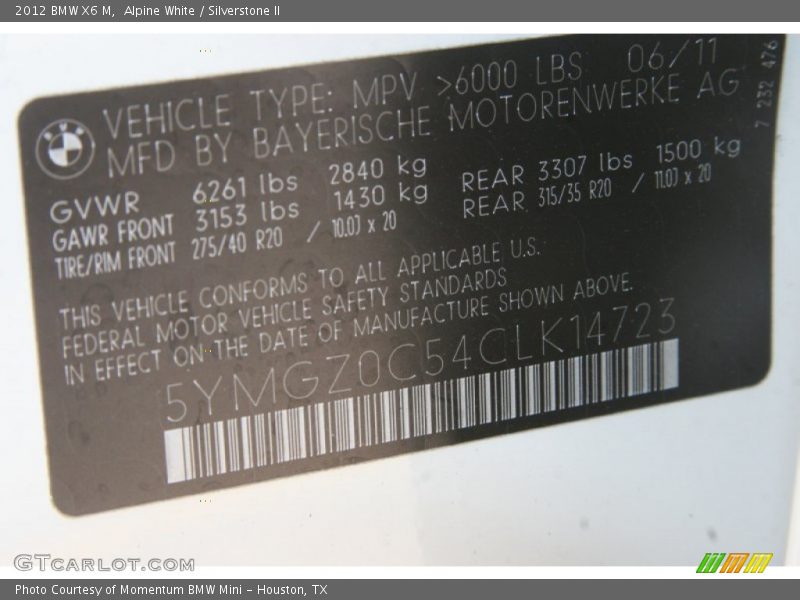 2012 BMW X6 M, Alpine White / Silverstone II
VEHICLE TYPE: MPV >6000 LBS 06/11
MFD BY BAYERISCHE MOTORENWERKE AG
7 232 476
GVWR 6261 lbs 2840 kg
GAWR FRONT 3153 lbs 1430 kg REAR 3307 lbs 1500 kg
TIRE/RIM FRONT 275/40 R20 / 10.0J x 20 REAR 315/35 R20 / 11.0J x 20
THIS VEHICLE CONFORMS TO ALL APPLICABLE U.S.
FEDERAL MOTOR VEHICLE SAFETY STANDARDS
IN EFFECT ON THE DATE OF MANUFACTURE SHOWN ABOVE.
5YMGZ0C54CLK14723
GTCARLOT.COM
Photo Courtesy of Momentum BMW Mini - Houston, TX